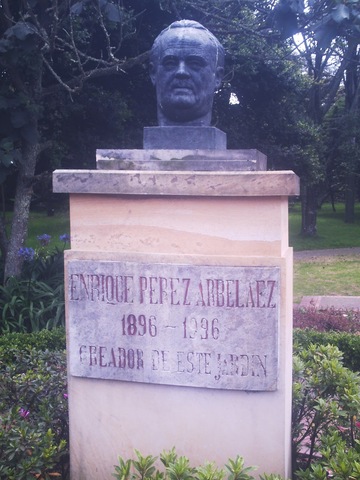 ENRIQUE PEREZ ARBELAEZ
1896 - 1996
CREADOR DE ESTE JARDIN